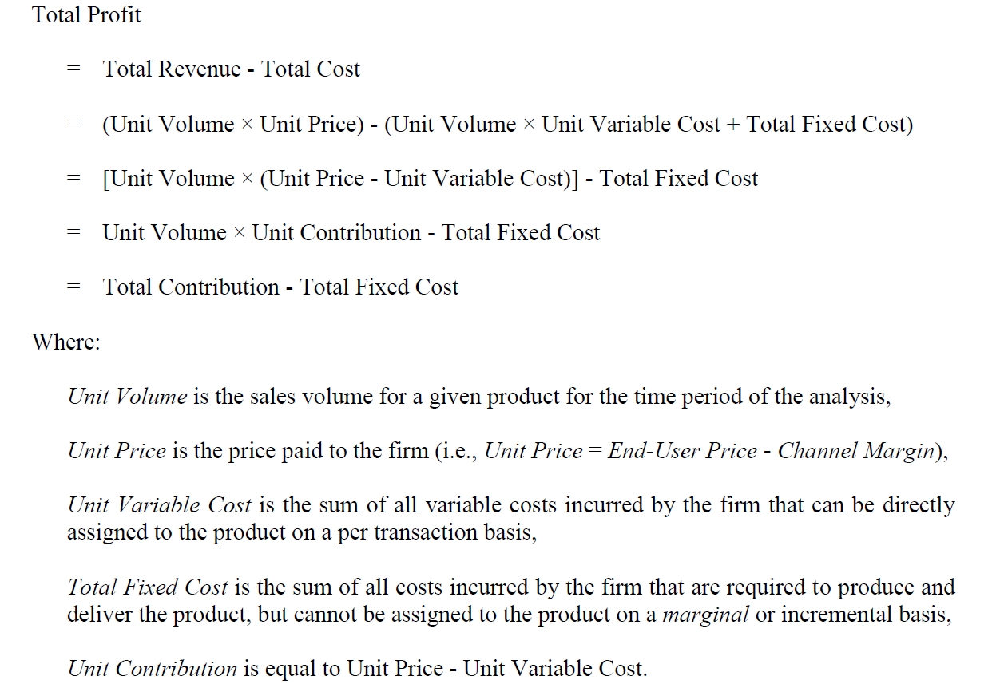 Total Profit
= Total Revenue - Total Cost
= (Unit Volume × Unit Price) - (Unit Volume × Unit Variable Cost + Total Fixed Cost)
= [Unit Volume × (Unit Price - Unit Variable Cost)] - Total Fixed Cost
= Unit Volume × Unit Contribution - Total Fixed Cost
= Total Contribution - Total Fixed Cost
Where:
Unit Volume is the sales volume for a given product for the time period of the analysis,
Unit Price is the price paid to the firm (i.e., Unit Price = End-User Price - Channel Margin),
Unit Variable Cost is the sum of all variable costs incurred by the firm that can be directly
assigned to the product on a per transaction basis,
Total Fixed Cost is the sum of all costs incurred by the firm that are required to produce and
deliver the product, but cannot be assigned to the product on a marginal or incremental basis,
Unit Contribution is equal to Unit Price - Unit Variable Cost.